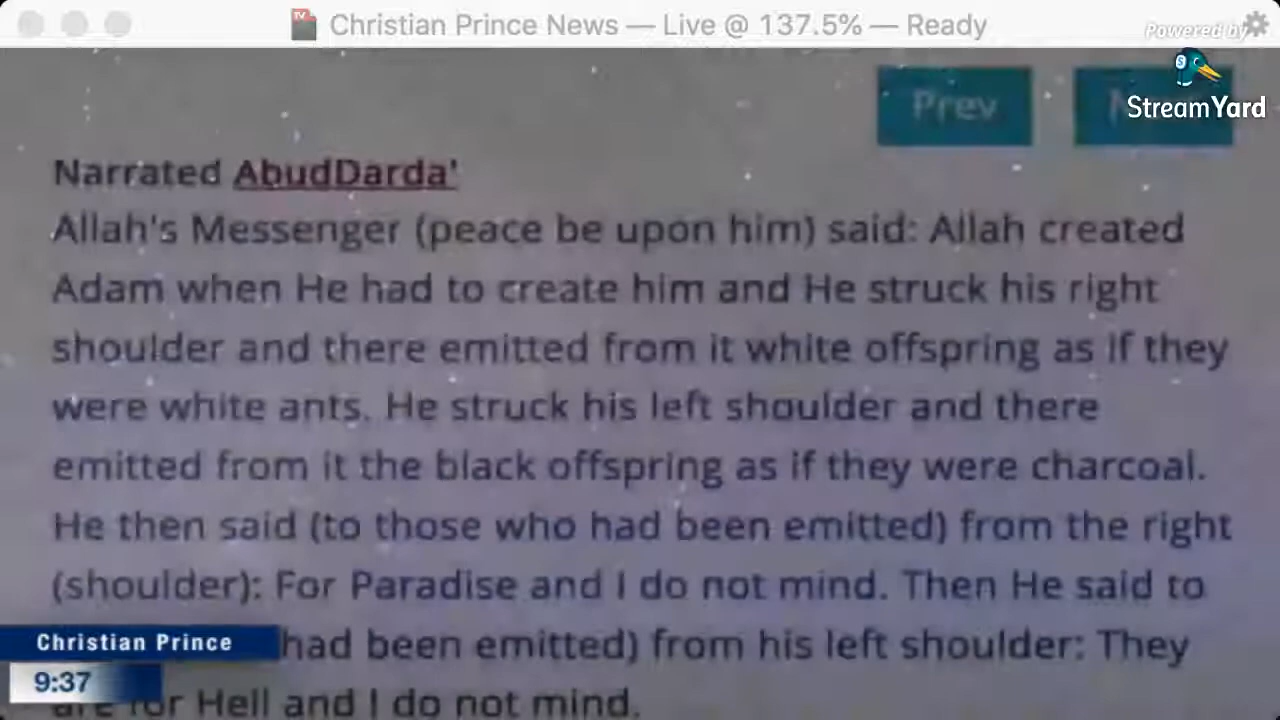 Christian Prince News — Live @ 137.5% — Ready
Powered by
StreamYard
Prev
Narrated AbudDarda'
Allah's Messenger (peace be upon him) said: Allah created
Adam when He had to create him and He struck his right
shoulder and there emitted from it white offspring as if they
were white ants. He struck his left shoulder and there
emitted from it the black offspring as if they were charcoal.
He then said (to those who had been emitted) from the right
(shoulder): For Paradise and I do not mind. Then He said to
had been emitted) from his left shoulder: They
are for Hell and I do not mind.
Christian Prince
9:37